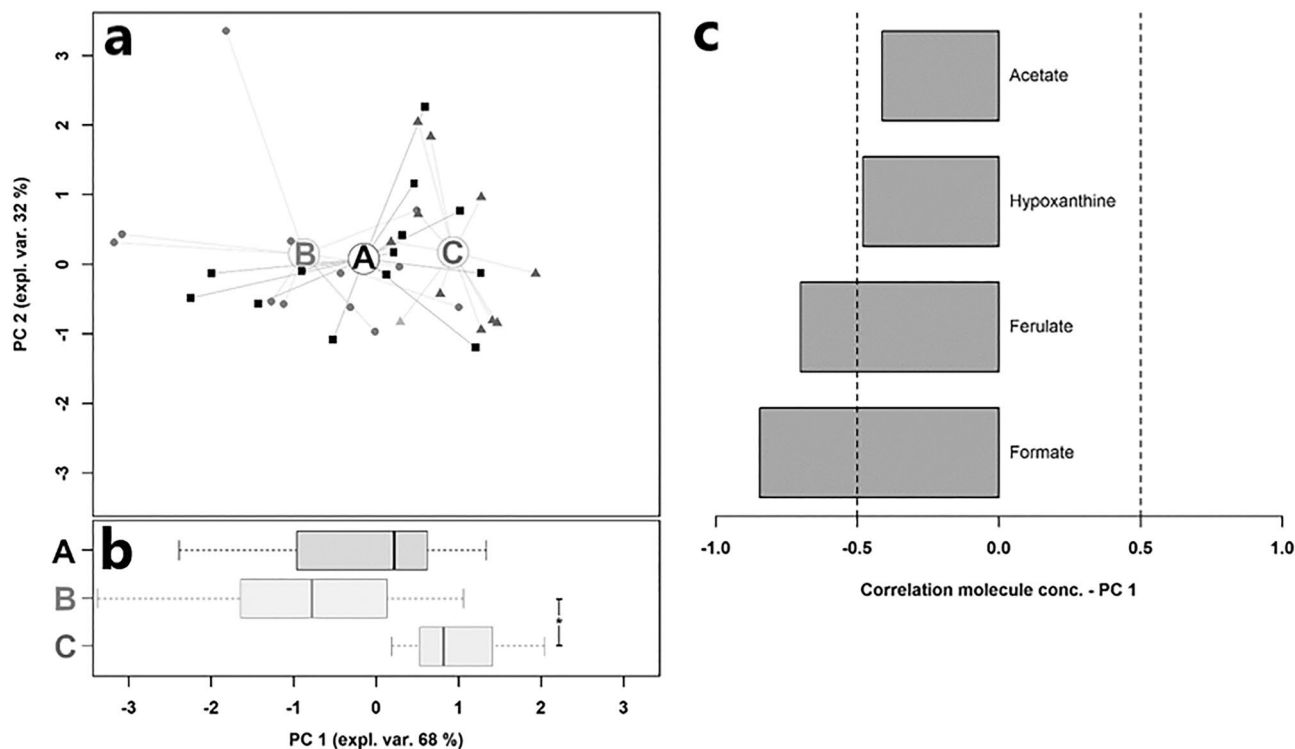 a
3
2
1
0
-1
-2
-3
PC 2 (expl. var. 32 %)
B
A
C
b
A
B
C
*
-3
-2
-1
0
1
2
3
PC 1 (expl. var. 68 %)
c
Acetate
Hypoxanthine
Ferulate
Formate
-1.0
-0.5
0.0
0.5
1.0
Correlation molecule conc. - PC 1